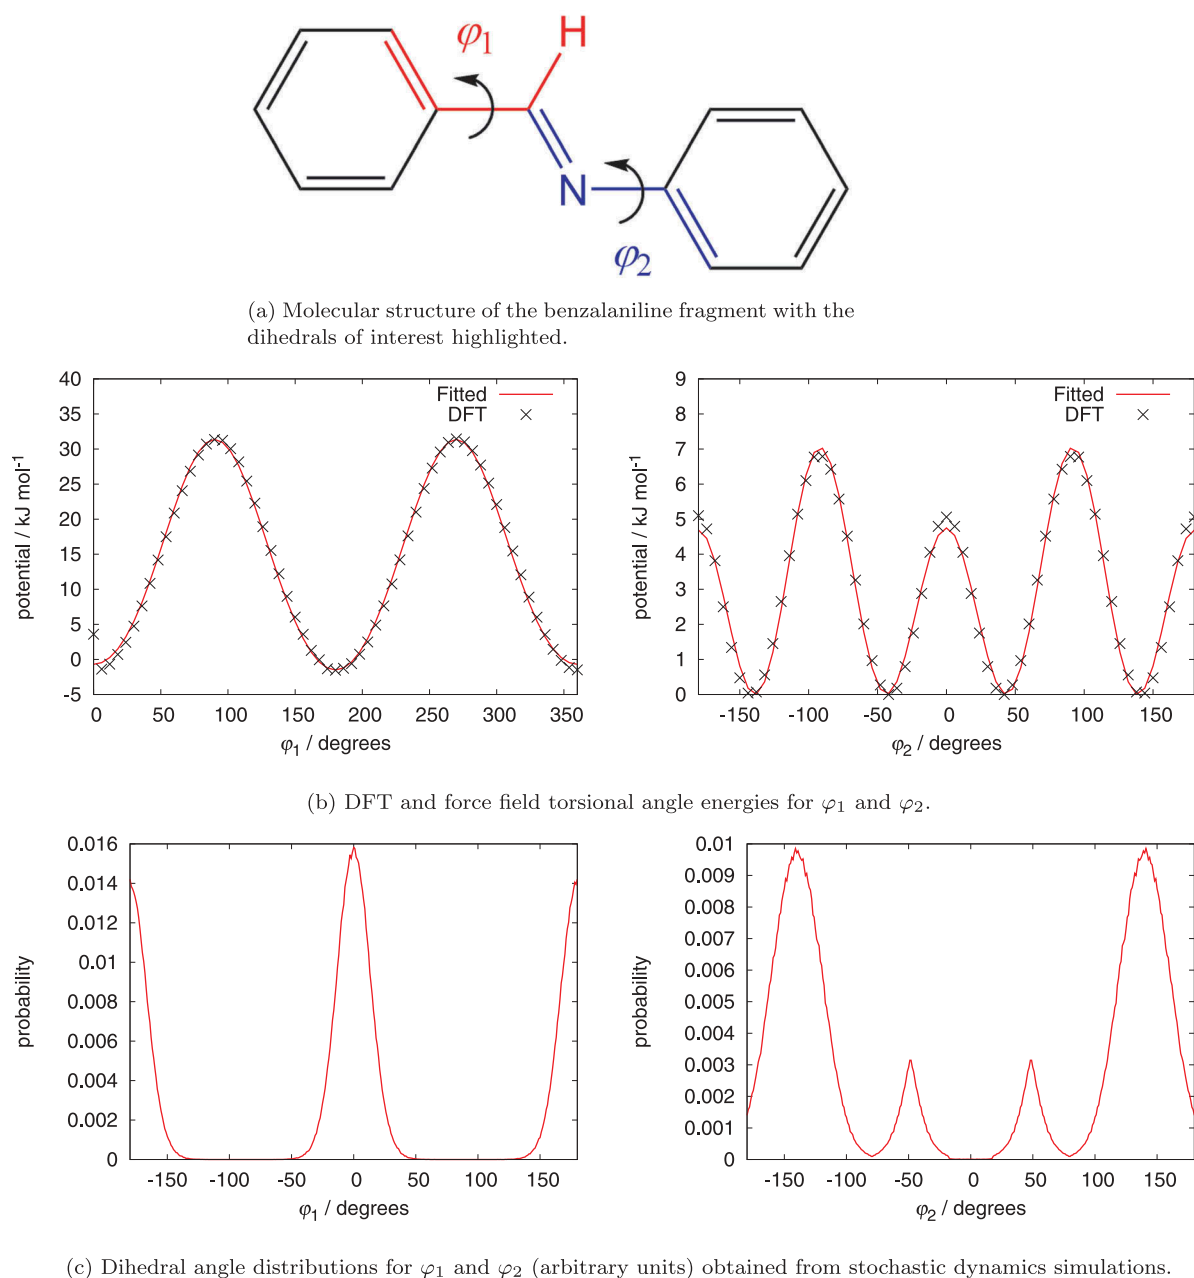 φ1
H
N
φ2
(a) Molecular structure of the benzalaniline fragment with the
dihedrals of interest highlighted.
40
35
30
25
20
15
10
5
0
-5
potential / kJ mol-1
Fitted
DFT
0 50 100 150 200 250 300 350
φ1 / degrees
9
8
7
6
5
4
3
2
1
0
potential / kJ mol-1
Fitted
DFT
-150 -100 -50 0 50 100 150
φ2 / degrees
(b) DFT and force field torsional angle energies for φ1 and φ2.
0.016
0.014
0.012
0.01
0.008
0.006
0.004
0.002
0
probability
-150 -100 -50 0 50 100 150
φ1 / degrees
0.01
0.009
0.008
0.007
0.006
0.005
0.004
0.003
0.002
0.001
0
probability
-150 -100 -50 0 50 100 150
φ2 / degrees
(c) Dihedral angle distributions for φ1 and φ2 (arbitrary units) obtained from stochastic dynamics simulations.